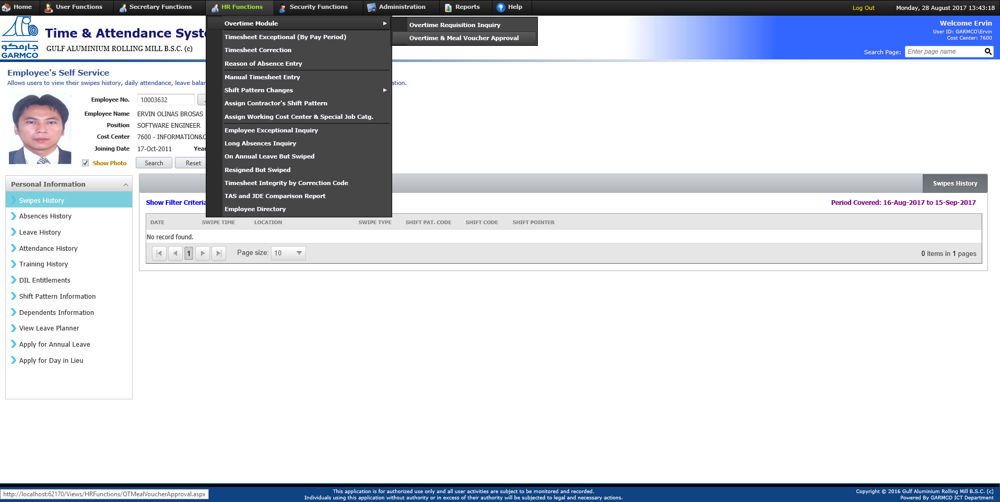 Home User Functions Secretary Functions HR Functions Security Functions Administration Reports Help Log Out Monday, 28 August 2017 13:43:18
Time & Attendance Syst
جارمكو
GARMCO
GULF ALUMINIUM ROLLING MILL B.S.C. (c)
Welcome Ervin
User ID: GARMCO\Ervin
Cost Center: 7600
Search Page: Enter page name
Overtime Module
Timesheet Exceptional (By Pay Period)
Timesheet Correction
Reason of Absence Entry
Manual Timesheet Entry
Shift Pattern Changes
Assign Contractor's Shift Pattern
Assign Working Cost Center & Special Job Catg.
Employee Exceptional Inquiry
Long Absences Inquiry
On Annual Leave But Swiped
Resigned But Swiped
Timesheet Integrity by Correction Code
TAS and JDE Comparison Report
Employee Directory
Overtime Requisition Inquiry
Overtime & Meal Voucher Approval
Employee's Self Service
Allows users to view their swipes history, daily attendance, leave balan ation.
Employee No. 10003632
Employee Name ERVIN OLINAS BROSAS
Position SOFTWARE ENGINEER
Cost Center 7600 - INFORMATION&C
Joining Date 17-Oct-2011 Year
Show Photo Search Reset
Personal Information
Swipes History
Absences History
Leave History
Attendance History
Training History
DIL Entitlements
Shift Pattern Information
Dependents Information
View Leave Planner
Apply for Annual Leave
Apply for Day in Lieu
Swipes History
Show Filter Criteria Period Covered: 16-Aug-2017 to 15-Sep-2017
DATE SWIPE TIME LOCATION SWIPE TYPE SHIFT PAT. CODE SHIFT CODE SHIFT POINTER
No record found.
1 Page size: 10 0 items in 1 pages
http://localhost:62170/Views/HRFunctions/OTMealVoucherApproval.aspx
This application is for authorized use only and all user activities are subject to be monitored and recorded.
Individuals using this application without authority or in excess of their authority will be subjected to legal and necessary actions.
Copyright © 2016 Gulf Aluminium Rolling Mill B.S.C. (c)
Powered By GARMCO ICT Department